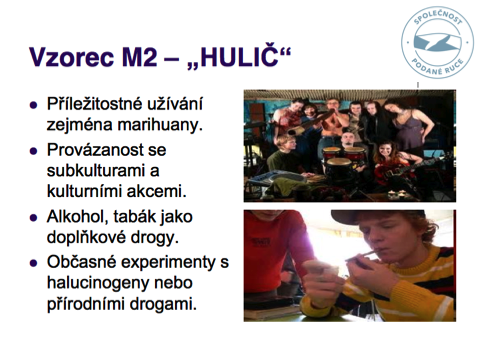 SPOLEČNOST
PODANÉ RUCE
Vzorec M2 – „HULIČ“
● Příležitostné užívání
zejména marihuany.
● Provázanost se
subkulturami a
kulturními akcemi.
● Alkohol, tabák jako
doplňkové drogy.
● Občasné experimenty s
halucinogeny nebo
přírodními drogami.